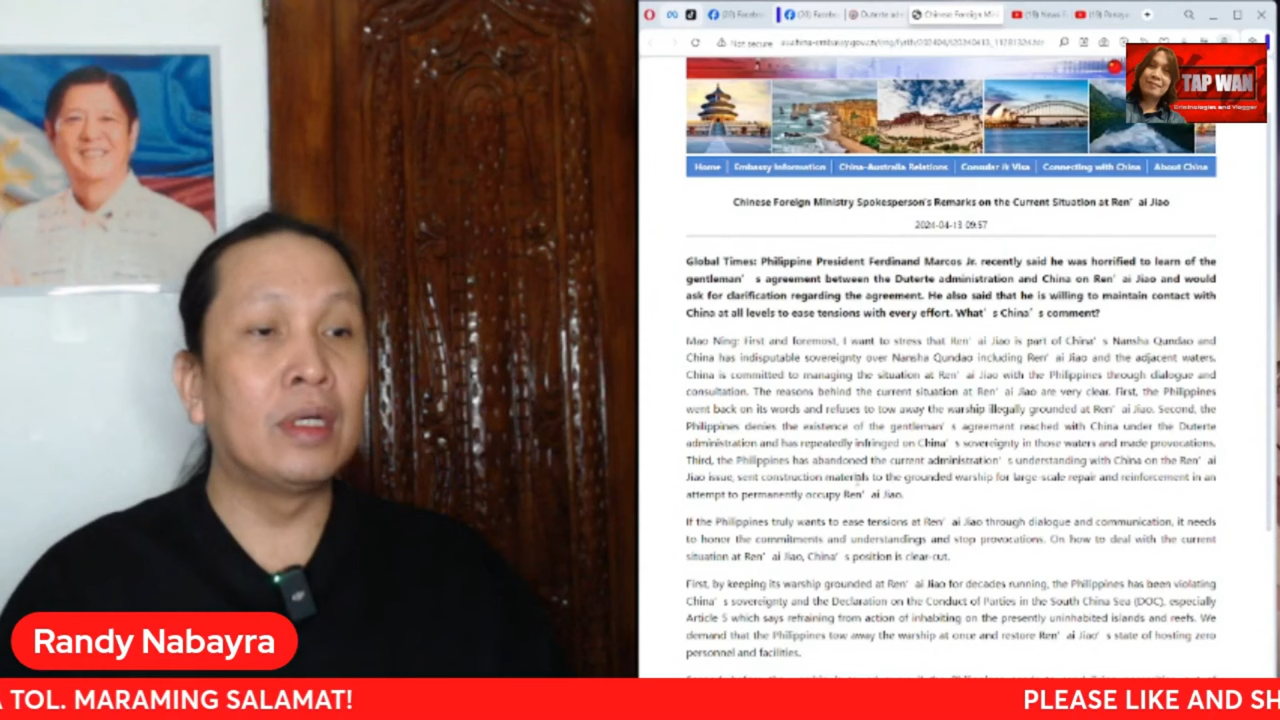 Not secure
TAP WAN
Criminologist and Vlogger
Home
Embassy Information
China-Australia Relations
Consular & Visa
Connecting with China
About China
Chinese Foreign Ministry Spokesperson's Remarks on the Current Situation at Ren' ai Jiao
2024-04-13 09:57
Global Times: Philippine President Ferdinand Marcos Jr. recently said he was horrified to learn of the
gentleman' s agreement between the Duterte administration and China on Ren' ai Jiao and would
ask for clarification regarding the agreement. He also said that he is willing to maintain contact with
China at all levels to ease tensions with every effort. What' s China' s comment?
Mao Ning: First and foremost, I want to stress that Ren' ai Jiao is part of China' s Nansha Qundao and
China has indisputable sovereignty over Nansha Qundao including Ren' ai Jiao and the adjacent waters.
China is committed to managing the situation at Ren' ai Jiao with the Philippines through dialogue and
consultation. The reasons behind the current situation at Ren' ai Jiao are very clear. First, the Philippines
went back on its words and refuses to tow away the warship illegally grounded at Ren' ai Jiao. Second, the
Philippines denies the existence of the gentleman' s agreement reached with China under the Duterte
administration and has repeatedly infringed on China' s sovereignty in those waters and made provocations.
Third, the Philippines has abandoned the current administration' s understanding with China on the Ren' ai
Jiao issue, sent construction materials to the grounded warship for large-scale repair and reinforcement in an
attempt to permanently occupy Ren' ai Jiao.
If the Philippines truly wants to ease tensions at Ren' ai Jiao through dialogue and communication, it needs
to honor the commitments and understandings and stop provocations. On how to deal with the current
situation at Ren' ai Jiao, China' s position is clear-cut.
First, by keeping its warship grounded at Ren' ai Jiao for decades running, the Philippines has been violating
China' s sovereignty and the Declaration on the Conduct of Parties in the South China Sea (DOC), especially
Article 5 which says refraining from action of inhabiting on the presently uninhabited islands and reefs. We
demand that the Philippines tow away the warship at once and restore Ren' ai Jiao' s state of hosting zero
personnel and facilities.
Randy Nabayra
A TOL. MARAMING SALAMAT!
PLEASE LIKE AND SH